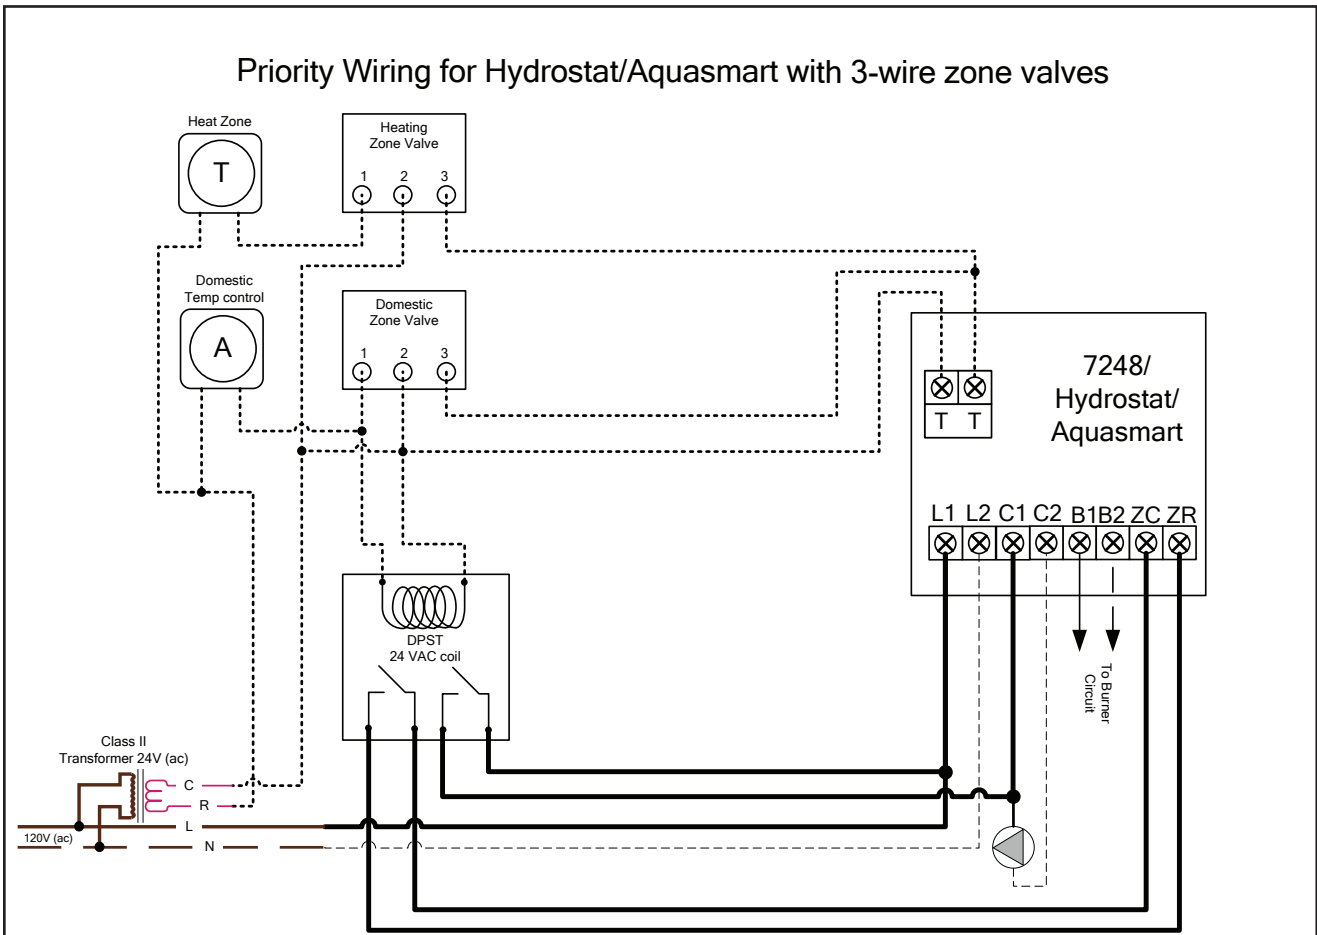 Priority Wiring for Hydrostat/Aquasmart with 3-wire zone valves
Heat Zone
T
Heating
Zone Valve
1 2 3
Domestic
Temp control
A
Domestic
Zone Valve
1 2 3
7248/
Hydrostat/
Aquasmart
T T
L1 L2 C1 C2 B1 B2 ZC ZR
To Burner
Circuit
DPST
24 VAC coil
Class II
Transformer 24V (ac)
C
R
L
120V (ac)
N